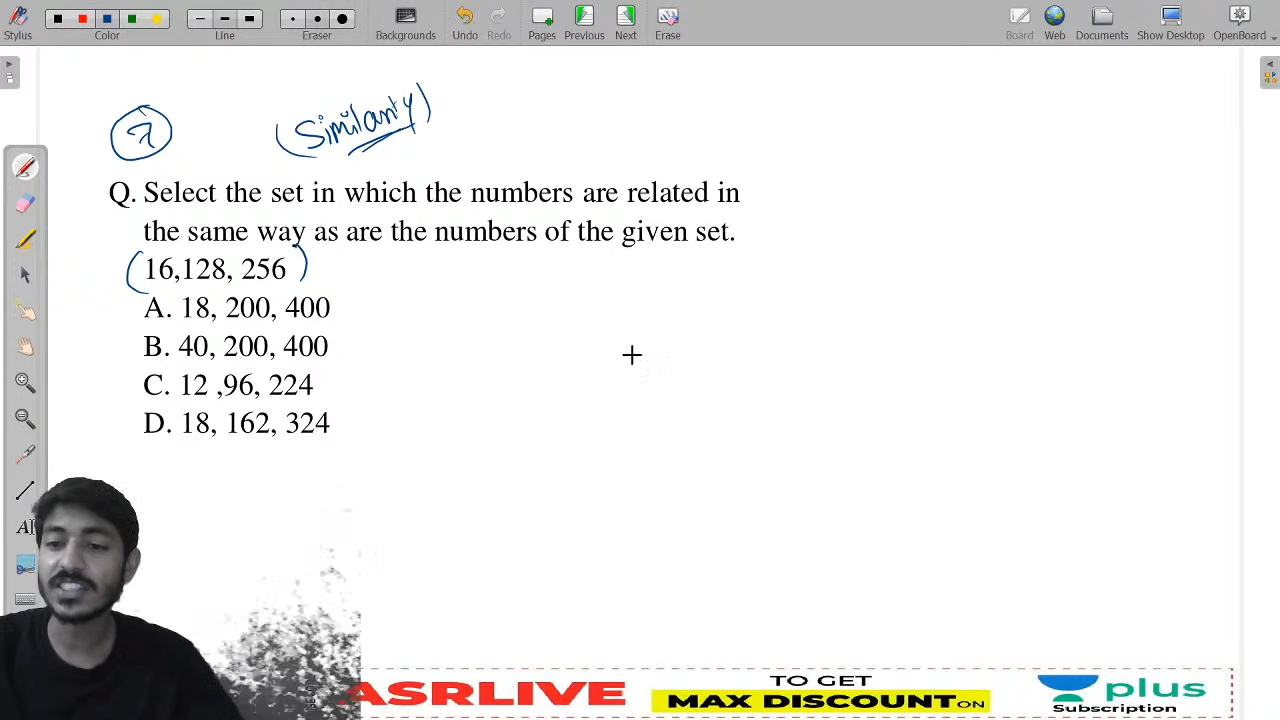 Stylus
Color
Line
Eraser
Backgrounds
Undo
Redo
Pages
Previous
Next
Erase
Board
Web
Documents
Show Desktop
OpenBoard
(Similarity)
Q. Select the set in which the numbers are related in
the same way as are the numbers of the given set.
(16,128, 256)
A. 18, 200, 400
B. 40, 200, 400
C. 12 ,96, 224
D. 18, 162, 324
AI
ASRLIVE
TO GET
MAX DISCOUNT ON
plus
Subscription